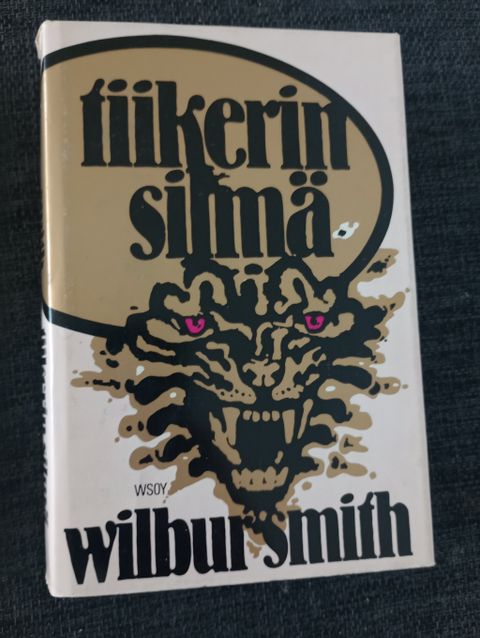 tiikerin
silmä
WSOY
wilbur smith